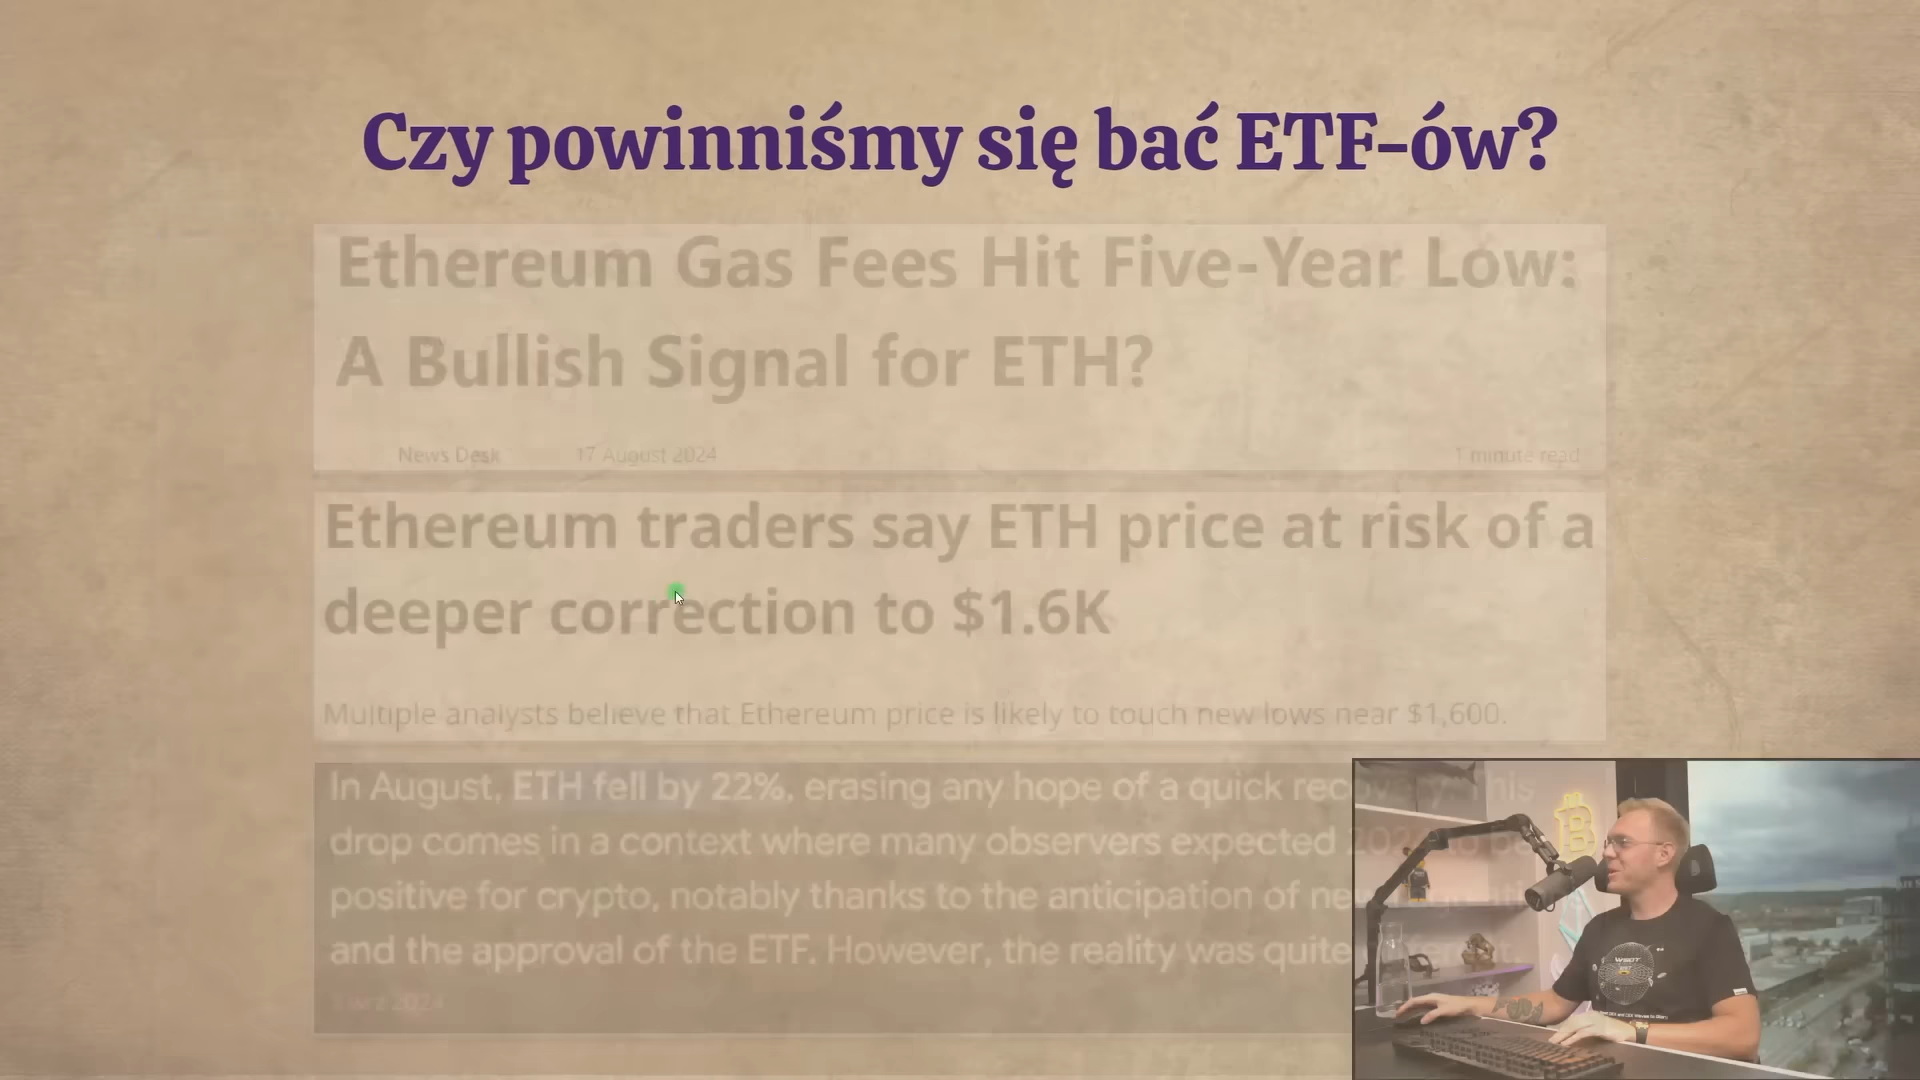 Czy powinniśmy się bać ETF-ów?
Ethereum Gas Fees Hit Five-Year Low:
A Bullish Signal for ETH?
News Desk 17 August 2024 1 minute read
Ethereum traders say ETH price at risk of a
deeper correction to $1.6K
Multiple analysts believe that Ethereum price is likely to touch new lows near $1,600.
In August, ETH fell by 22%, erasing any hope of a quick recovery. This
drop comes in a context where many observers expected
positive for crypto, notably thanks to the anticipation of
and the approval of the ETF. However, the reality was quite
2024
WSDT